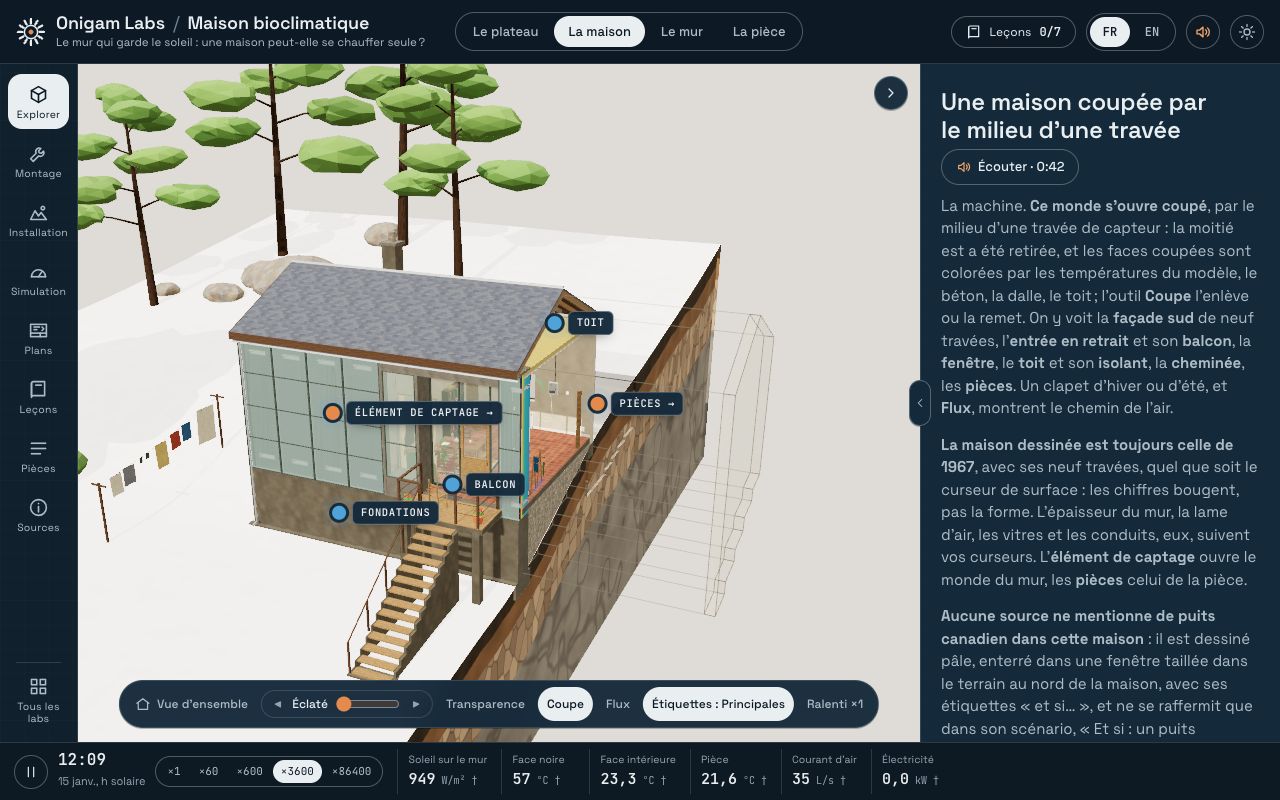 Onigam Labs / Maison bioclimatique
Le mur qui garde le soleil : une maison peut-elle se chauffer seule ?
Le plateau
La maison
Le mur
La pièce
Leçons 0/7
FR
EN
Explorer
Montage
Installation
Simulation
Plans
Leçons
Pièces
Sources
Tous les
labs
TOIT
PIÈCES →
ÉLÉMENT DE CAPTAGE →
BALCON
FONDATIONS
Vue d'ensemble
◄ Éclaté ►
Transparence
Coupe
Flux
Étiquettes : Principales
Ralenti ×1
Une maison coupée par
le milieu d’une travée
Écouter · 0:42
La machine. Ce monde s’ouvre coupé, par le
milieu d’une travée de capteur : la moitié
est a été retirée, et les faces coupées sont
colorées par les températures du modèle, le
béton, la dalle, le toit ; l’outil Coupe l’enlève
ou la remet. On y voit la façade sud de neuf
travées, l’entrée en retrait et son balcon, la
fenêtre, le toit et son isolant, la cheminée,
les pièces. Un clapet d’hiver ou d’été, et
Flux, montrent le chemin de l’air.
La maison dessinée est toujours celle de
1967, avec ses neuf travées, quel que soit le
curseur de surface : les chiffres bougent,
pas la forme. L’épaisseur du mur, la lame
d’air, les vitres et les conduits, eux, suivent
vos curseurs. L’élément de captage ouvre le
monde du mur, les pièces celui de la pièce.
Aucune source ne mentionne de puits
canadien dans cette maison : il est dessiné
pâle, enterré dans une fenêtre taillée dans
le terrain au nord de la maison, avec ses
étiquettes « et si… », et ne se raffermit que
dans son scénario, « Et si : un puits
12:09
15 janv., h solaire
×1
×60
×600
×3600
×86400
Soleil sur le mur
949 W/m² †
Face noire
57 °C †
Face intérieure
23,3 °C †
Pièce
21,6 °C †
Courant d'air
35 L/s †
Électricité
0,0 kW †